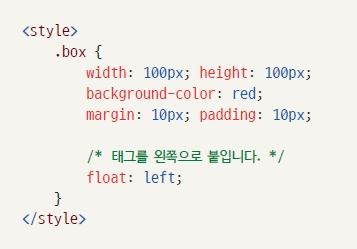 <style>
.box {
width: 100px; height: 100px;
background-color: red;
margin: 10px; padding: 10px;
/* 태그를 왼쪽으로 붙입니다. */
float: left;
}
</style>